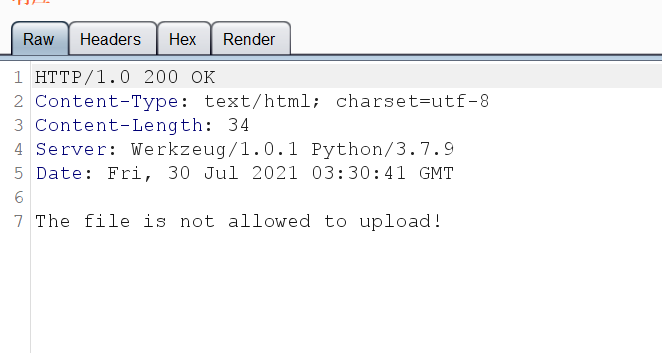 Raw Headers Hex Render
1 HTTP/1.0 200 OK
2 Content-Type: text/html; charset=utf-8
3 Content-Length: 34
4 Server: Werkzeug/1.0.1 Python/3.7.9
5 Date: Fri, 30 Jul 2021 03:30:41 GMT
6
7 The file is not allowed to upload!